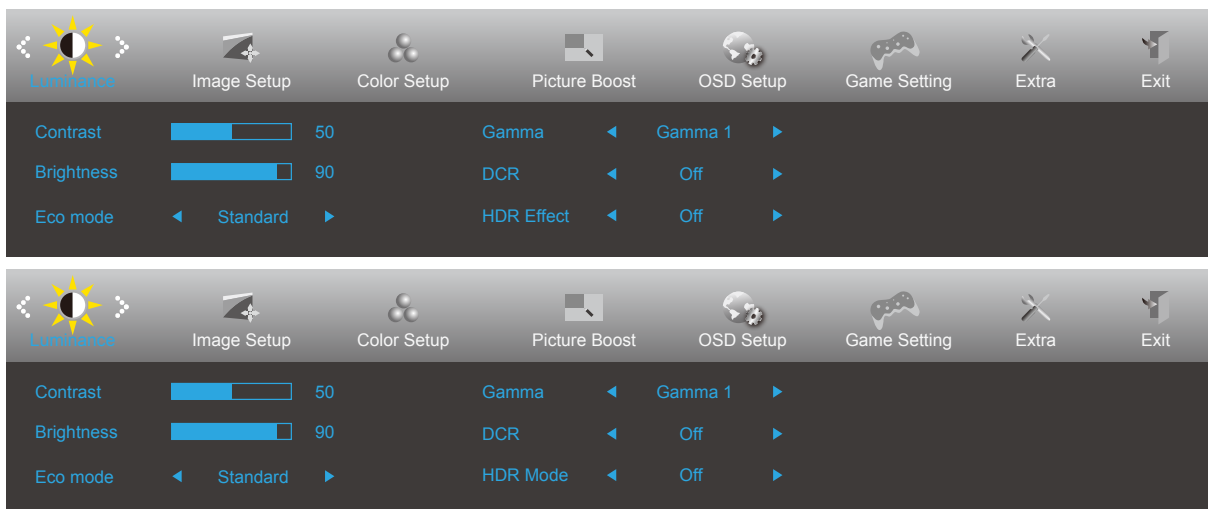 Luminance Image Setup Color Setup Picture Boost OSD Setup Game Setting Extra Exit
Contrast 50 Gamma Gamma 1
Brightness 90 DCR Off
Eco mode Standard HDR Effect Off
Luminance Image Setup Color Setup Picture Boost OSD Setup Game Setting Extra Exit
Contrast 50 Gamma Gamma 1
Brightness 90 DCR Off
Eco mode Standard HDR Mode Off